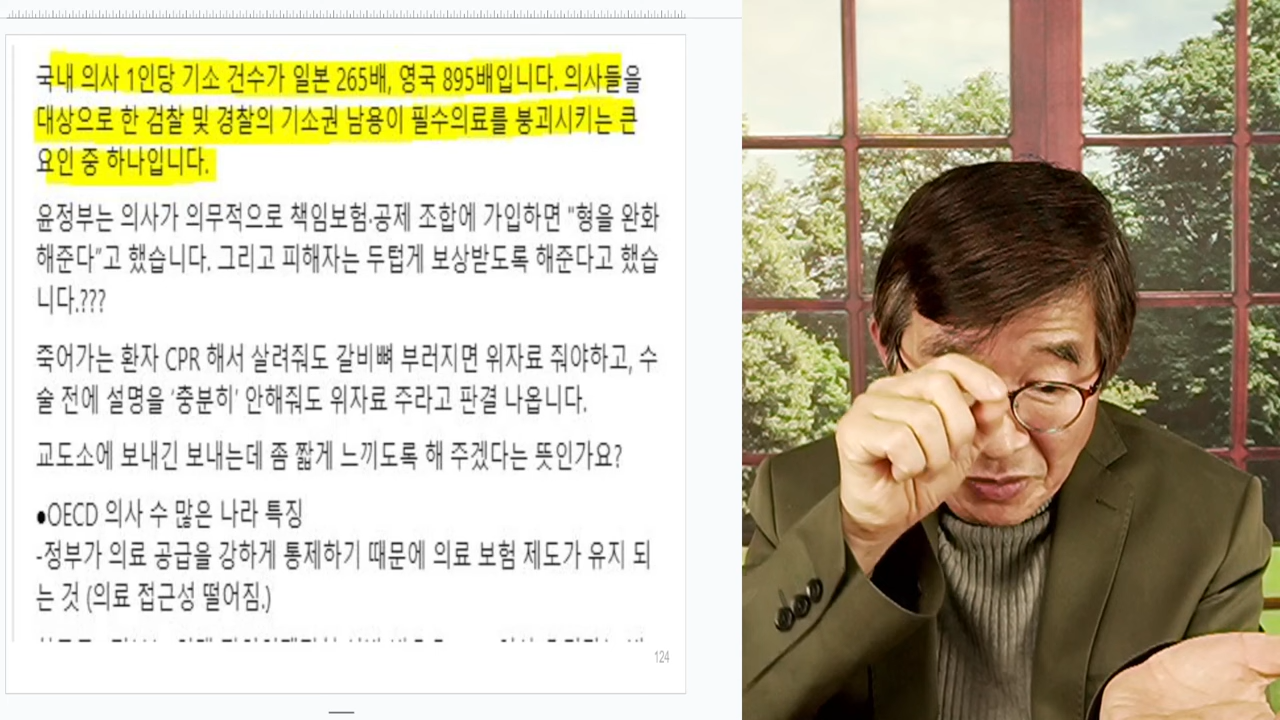 국내 의사 1인당 기소 건수가 일본 265배, 영국 895배입니다. 의사들을
대상으로 한 검찰 및 경찰의 기소권 남용이 필수의료를 붕괴시키는 큰
요인 중 하나입니다.
윤정부는 의사가 의무적으로 책임보험·공제 조합에 가입하면 "형을 완화
해준다"고 했습니다. 그리고 피해자는 두텁게 보상받도록 해준다고 했습
니다.???
죽어가는 환자 CPR 해서 살려줘도 갈비뼈 부러지면 위자료 줘야하고, 수
술 전에 설명을 '충분히' 안해줘도 위자료 주라고 판결 나옵니다.
교도소에 보내긴 보내는데 좀 짧게 느끼도록 해 주겠다는 뜻인가요?
●OECD 의사 수 많은 나라 특징
-정부가 의료 공급을 강하게 통제하기 때문에 의료 보험 제도가 유지 되
는 것 (의료 접근성 떨어짐.)
124